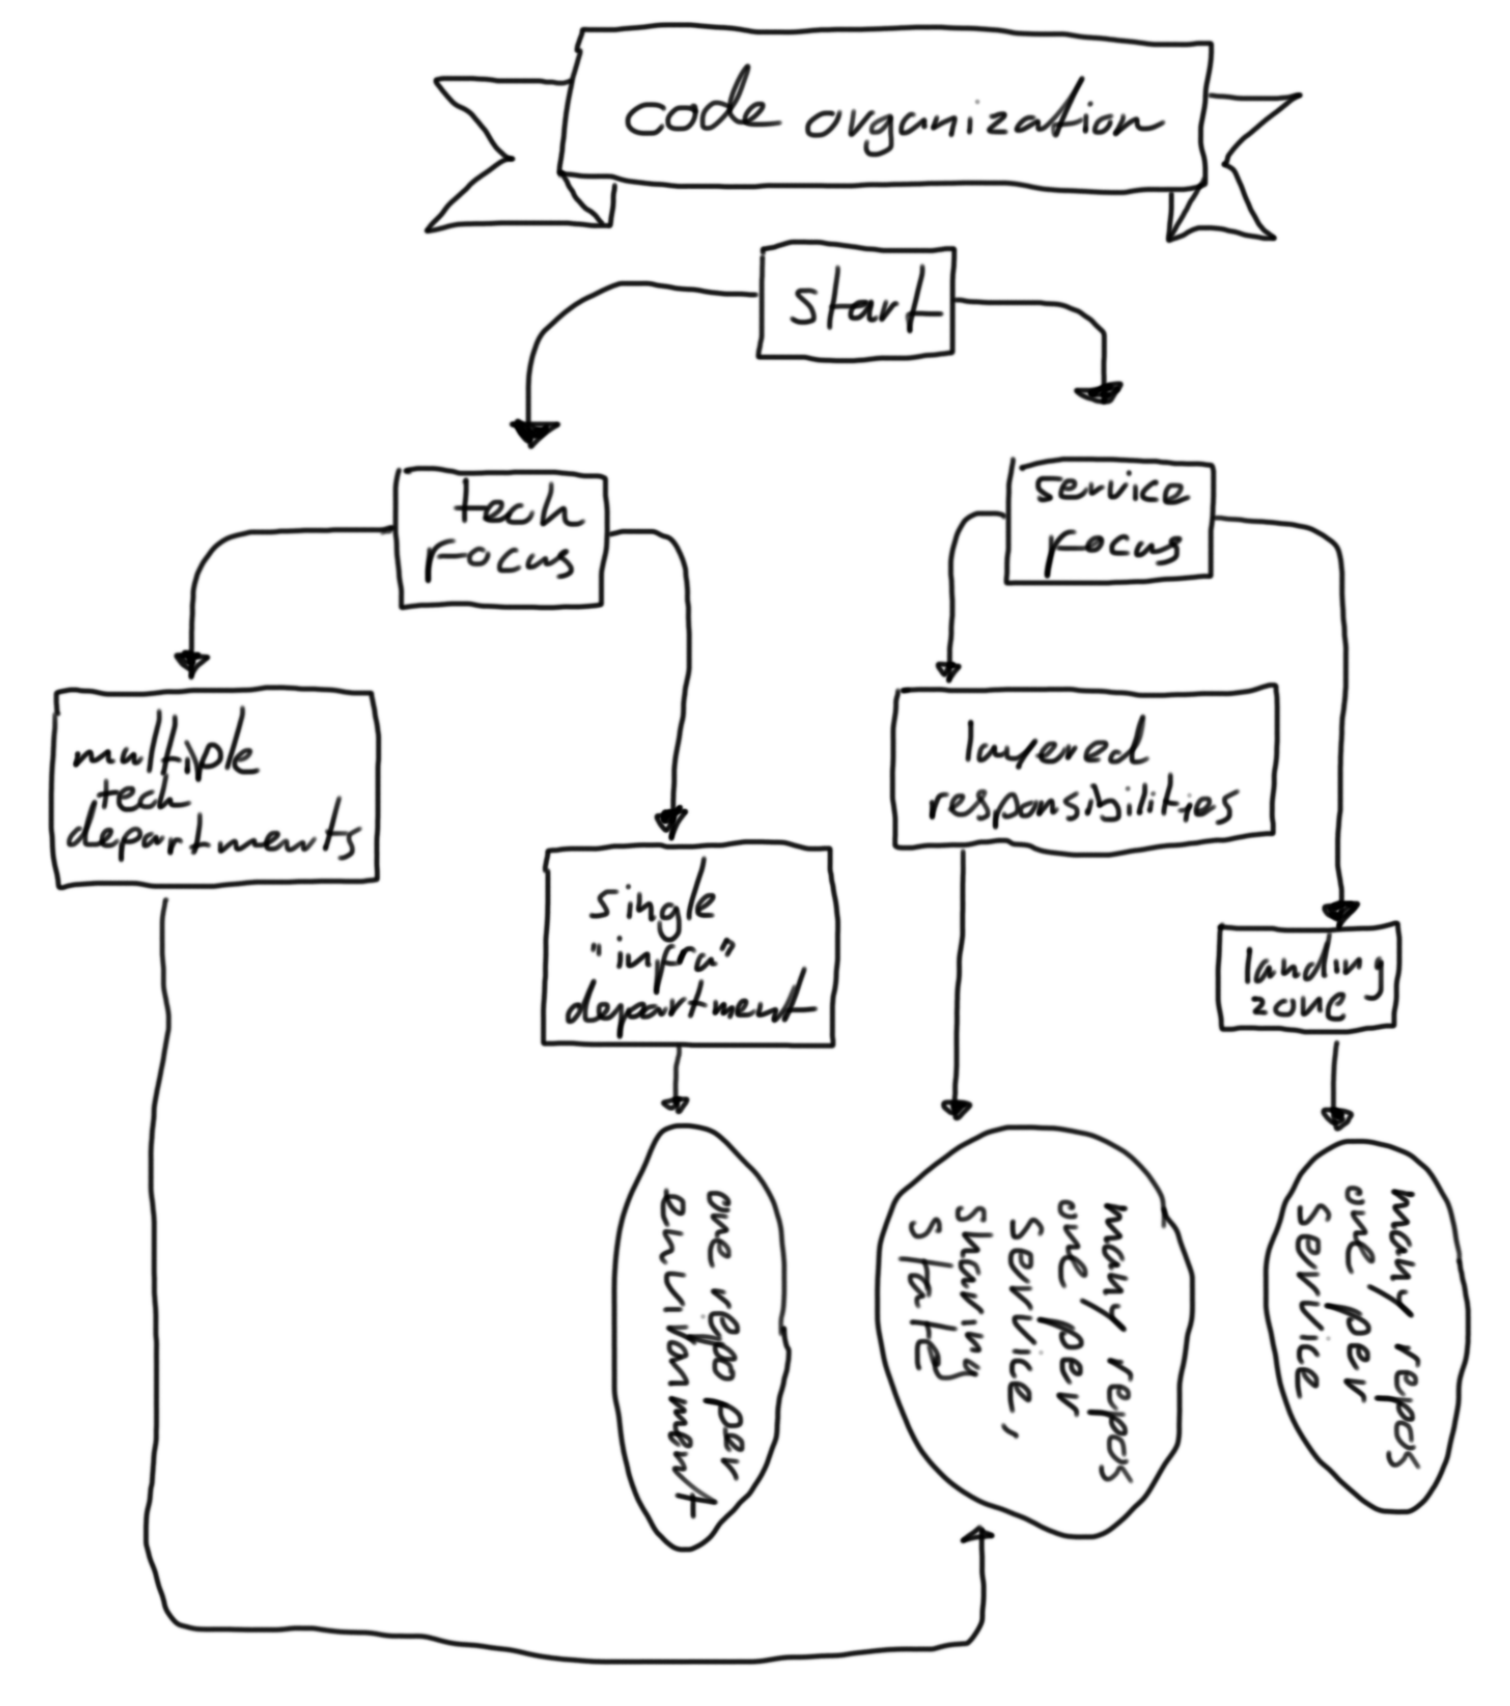 code organization
start
tech
focus
service
focus
multiple
tech
departments
layered
responsibilities
single
"infra"
department
landing
zone
one repo per
environment
many repos
one per
service,
sharing
state
many repos
one per
service